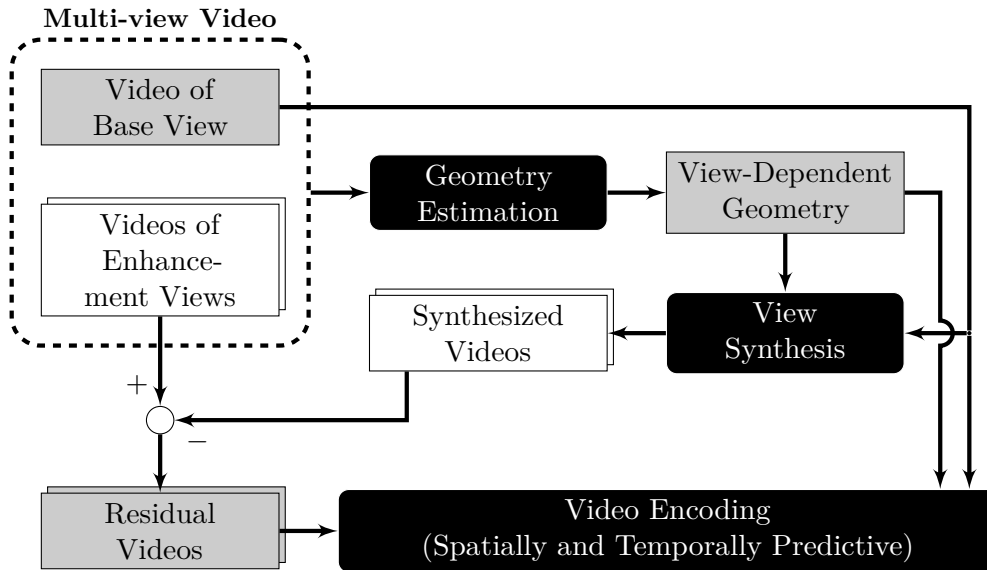 Multi-view Video
Video of
Base View
Geometry
Estimation
View-Dependent
Geometry
Videos of
Enhance-
ment Views
Synthesized
Videos
View
Synthesis
+
−
Residual
Videos
Video Encoding
(Spatially and Temporally Predictive)